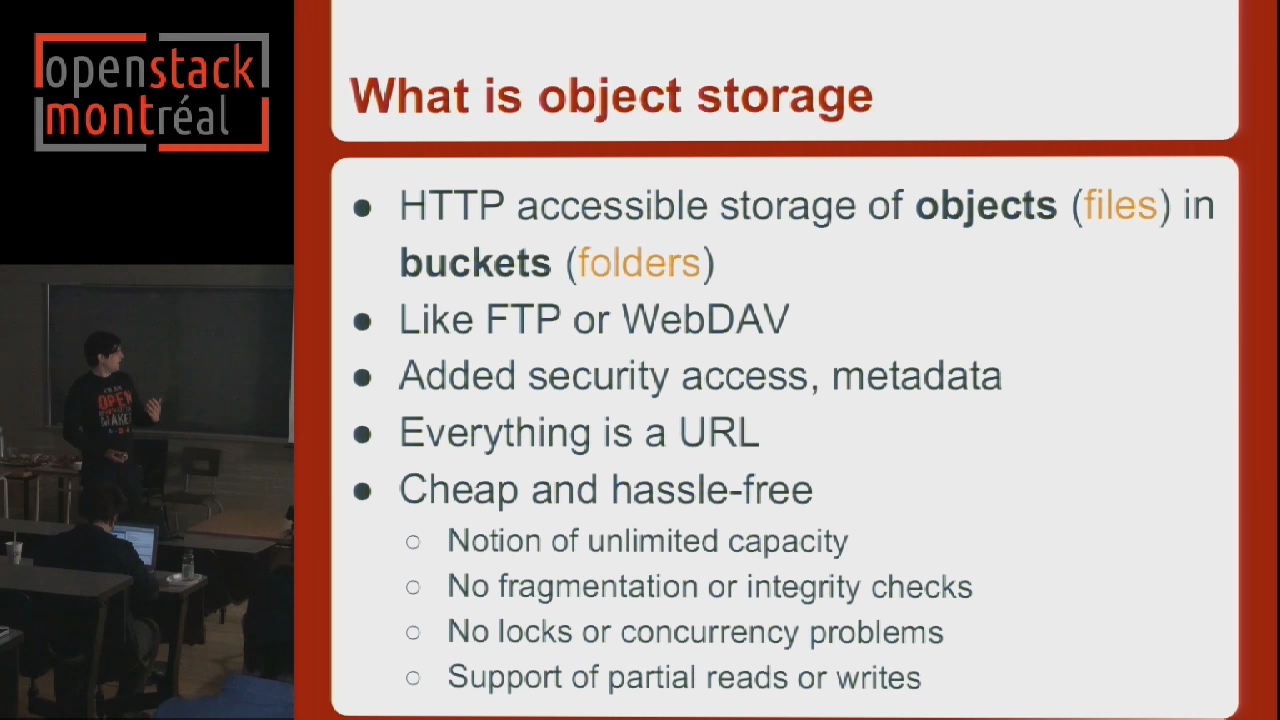 openstack
montréal
What is object storage
● HTTP accessible storage of objects (files) in
buckets (folders)
● Like FTP or WebDAV
● Added security access, metadata
● Everything is a URL
● Cheap and hassle-free
○ Notion of unlimited capacity
○ No fragmentation or integrity checks
○ No locks or concurrency problems
○ Support of partial reads or writes
OPEN
MAKE